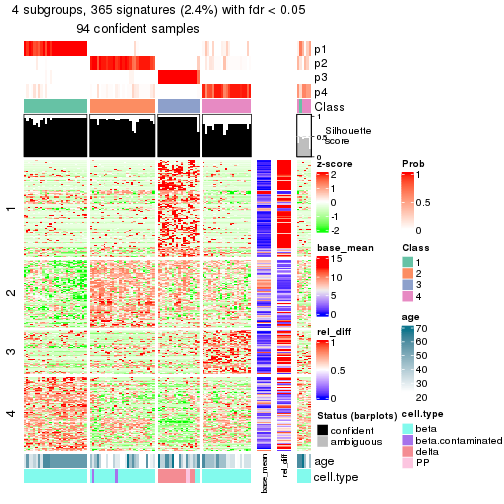 4 subgroups, 365 signatures (2.4%) with fdr < 0.05
94 confident samples
p1
p2
p3
p4
Class
1
0.5
0
Silhouette
score
1
2
3
4
z-score
2
1
0
-1
-2
base_mean
15
10
5
0
rel_diff
1
0.5
0
Status (barplots)
confident
ambiguous
Prob
1
0.5
0
Class
1
2
3
4
age
70
60
50
40
30
20
cell.type
beta
beta.contaminated
delta
PP
age
cell.type
base_mean
rel_diff